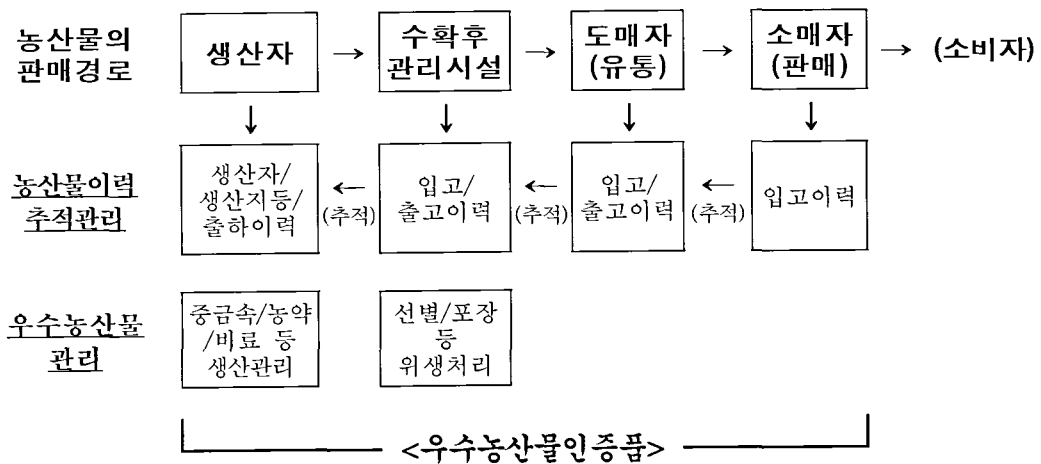 농산물의
판매경로
생산자 → 수확후
관리시설 → 도매자
(유통) → 소매자
(판매) → (소비자)
↓ ↓ ↓ ↓
농산물이력
추적관리
생산자/
생산지등/
출하이력
←
(추적)
입고/
출고이력
←
(추적)
입고/
출고이력
←
(추적)
입고이력
우수농산물
관리
중금속/농약
/비료 등
생산관리
선별/포장
등
위생처리
<우수농산물인증품>